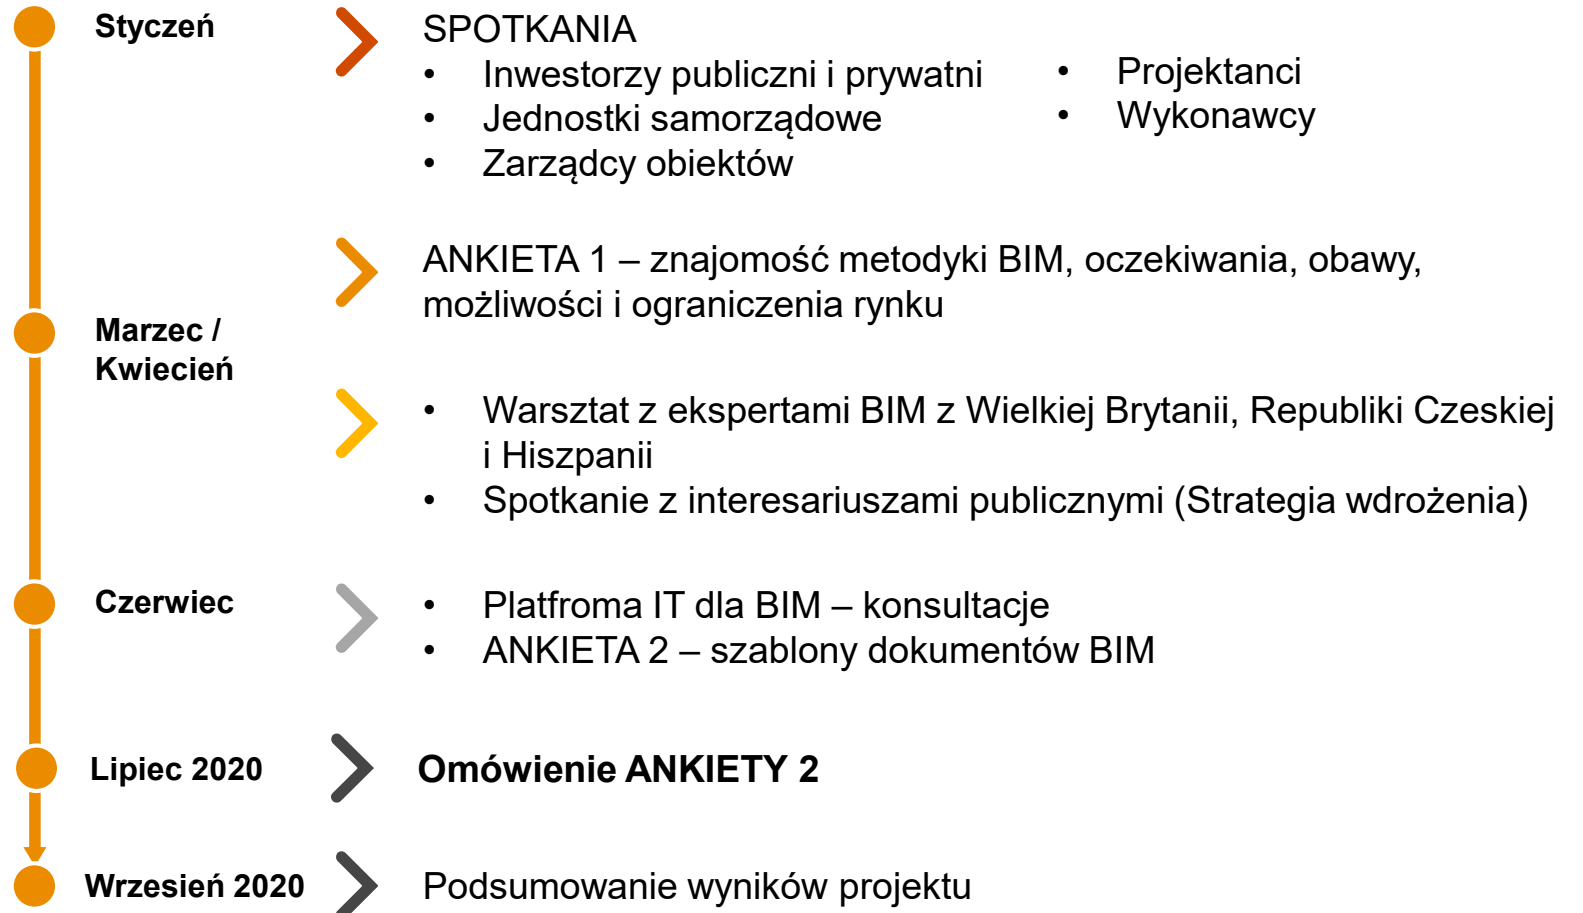 Styczeń
SPOTKANIA
• Inwestorzy publiczni i prywatni
• Jednostki samorządowe
• Zarządcy obiektów
• Projektanci
• Wykonawcy
Marzec /
Kwiecień
ANKIETA 1 – znajomość metodyki BIM, oczekiwania, obawy,
możliwości i ograniczenia rynku
• Warsztat z ekspertami BIM z Wielkiej Brytanii, Republiki Czeskiej
i Hiszpanii
• Spotkanie z interesariuszami publicznymi (Strategia wdrożenia)
Czerwiec
• Platfroma IT dla BIM – konsultacje
• ANKIETA 2 – szablony dokumentów BIM
Lipiec 2020
Omówienie ANKIETY 2
Wrzesień 2020
Podsumowanie wyników projektu